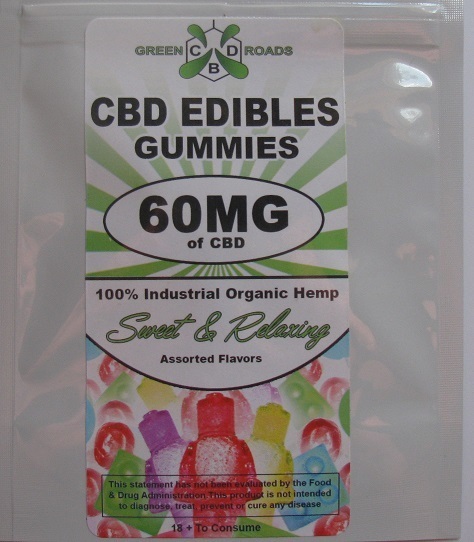 GREEN CBD ROADS
CBD EDIBLES
GUMMIES
60MG
of CBD
100% Industrial Organic Hemp
Sweet & Relaxing
Assorted Flavors
This statement has not been evaluated by the Food
& Drug Administration This product is not intended
to diagnose, treat, prevent or cure any disease
18 + To Consume